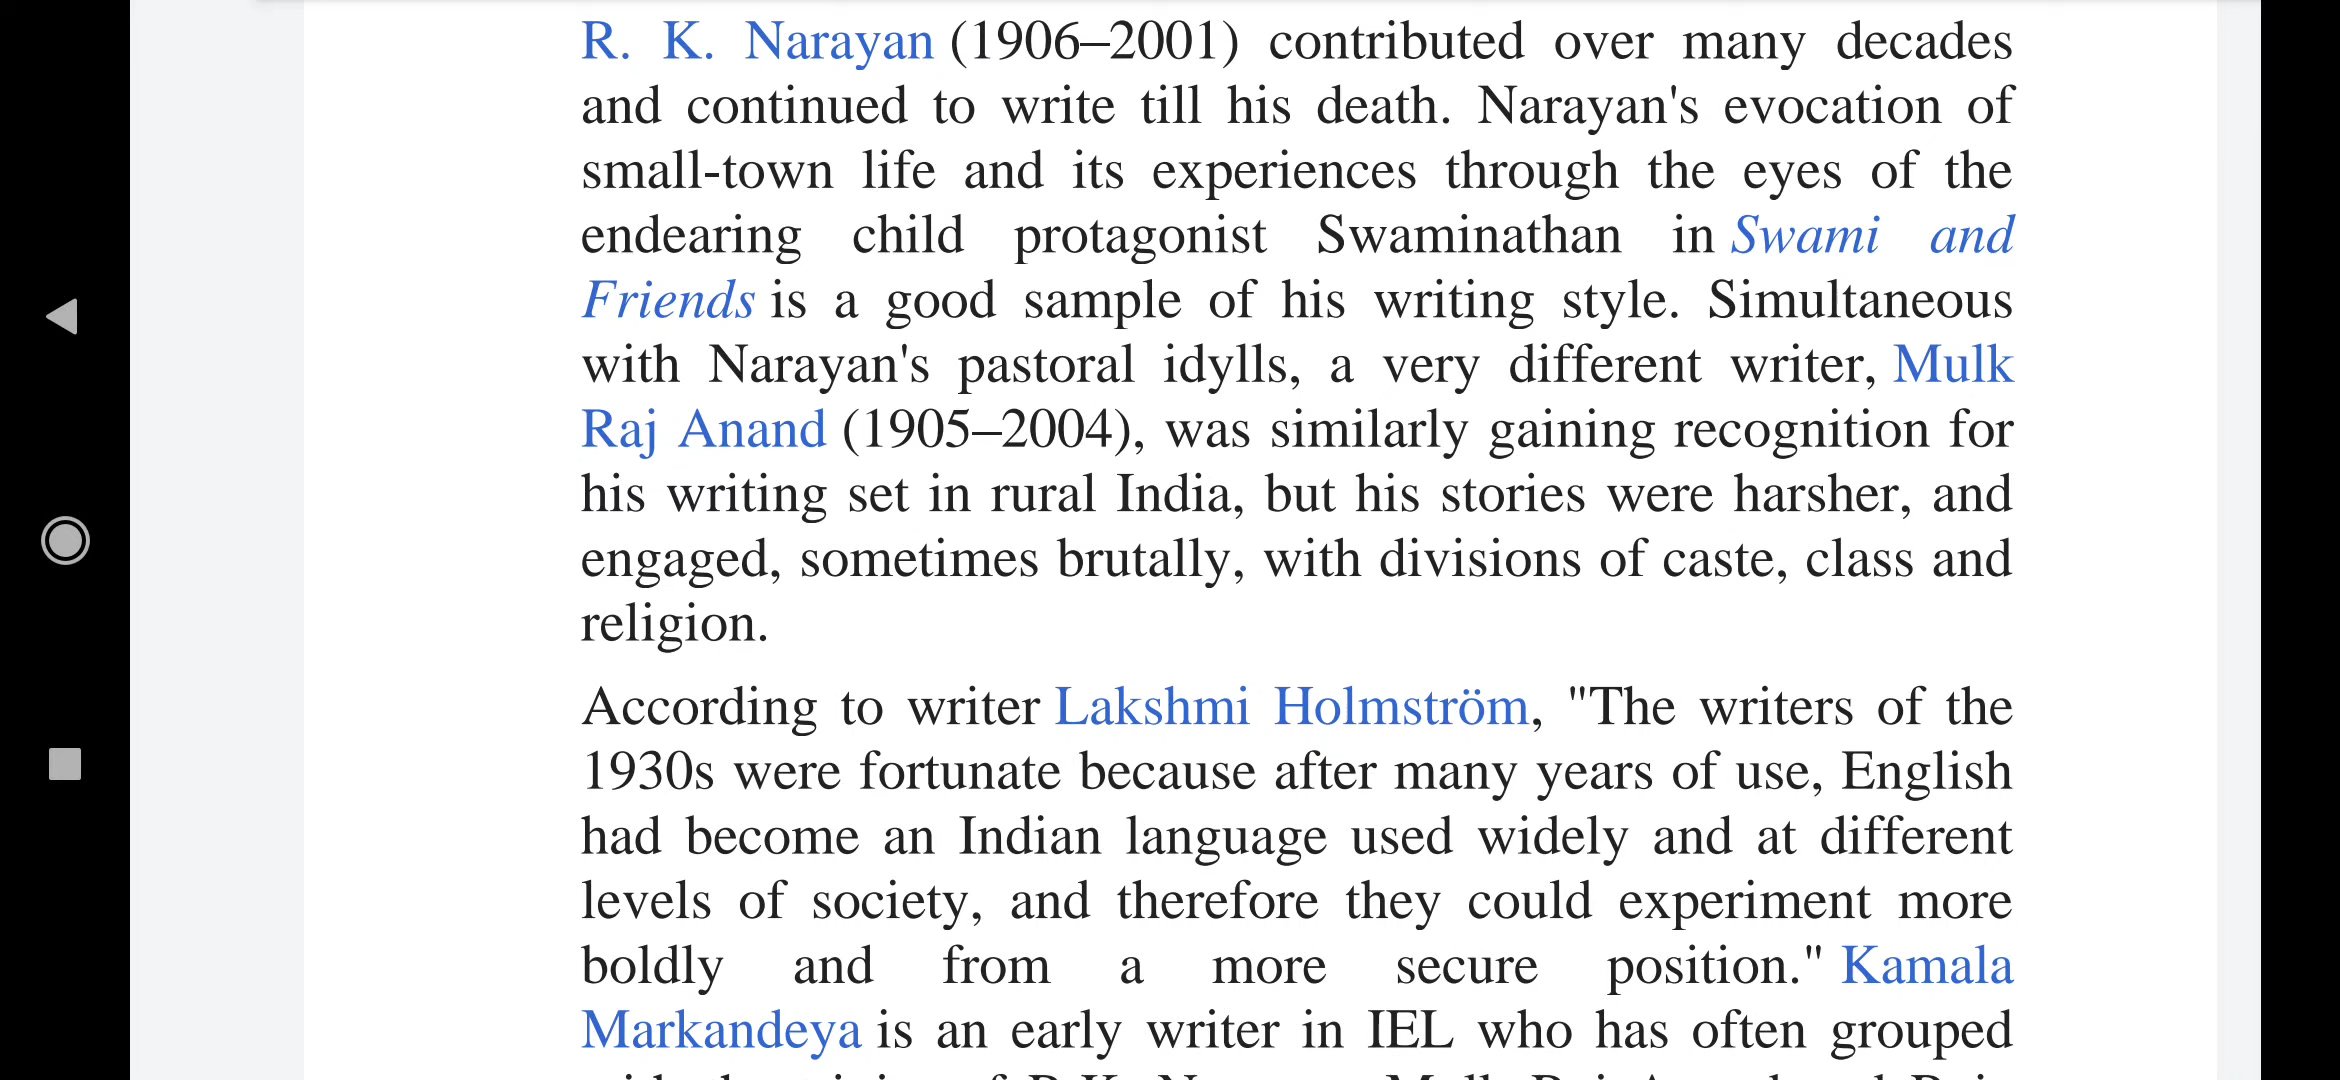 R. K. Narayan (1906–2001) contributed over many decades
and continued to write till his death. Narayan's evocation of
small-town life and its experiences through the eyes of the
endearing child protagonist Swaminathan in Swami and
Friends is a good sample of his writing style. Simultaneous
with Narayan's pastoral idylls, a very different writer, Mulk
Raj Anand (1905–2004), was similarly gaining recognition for
his writing set in rural India, but his stories were harsher, and
engaged, sometimes brutally, with divisions of caste, class and
religion.
According to writer Lakshmi Holmström, "The writers of the
1930s were fortunate because after many years of use, English
had become an Indian language used widely and at different
levels of society, and therefore they could experiment more
boldly and from a more secure position." Kamala
Markandeya is an early writer in IEL who has often grouped